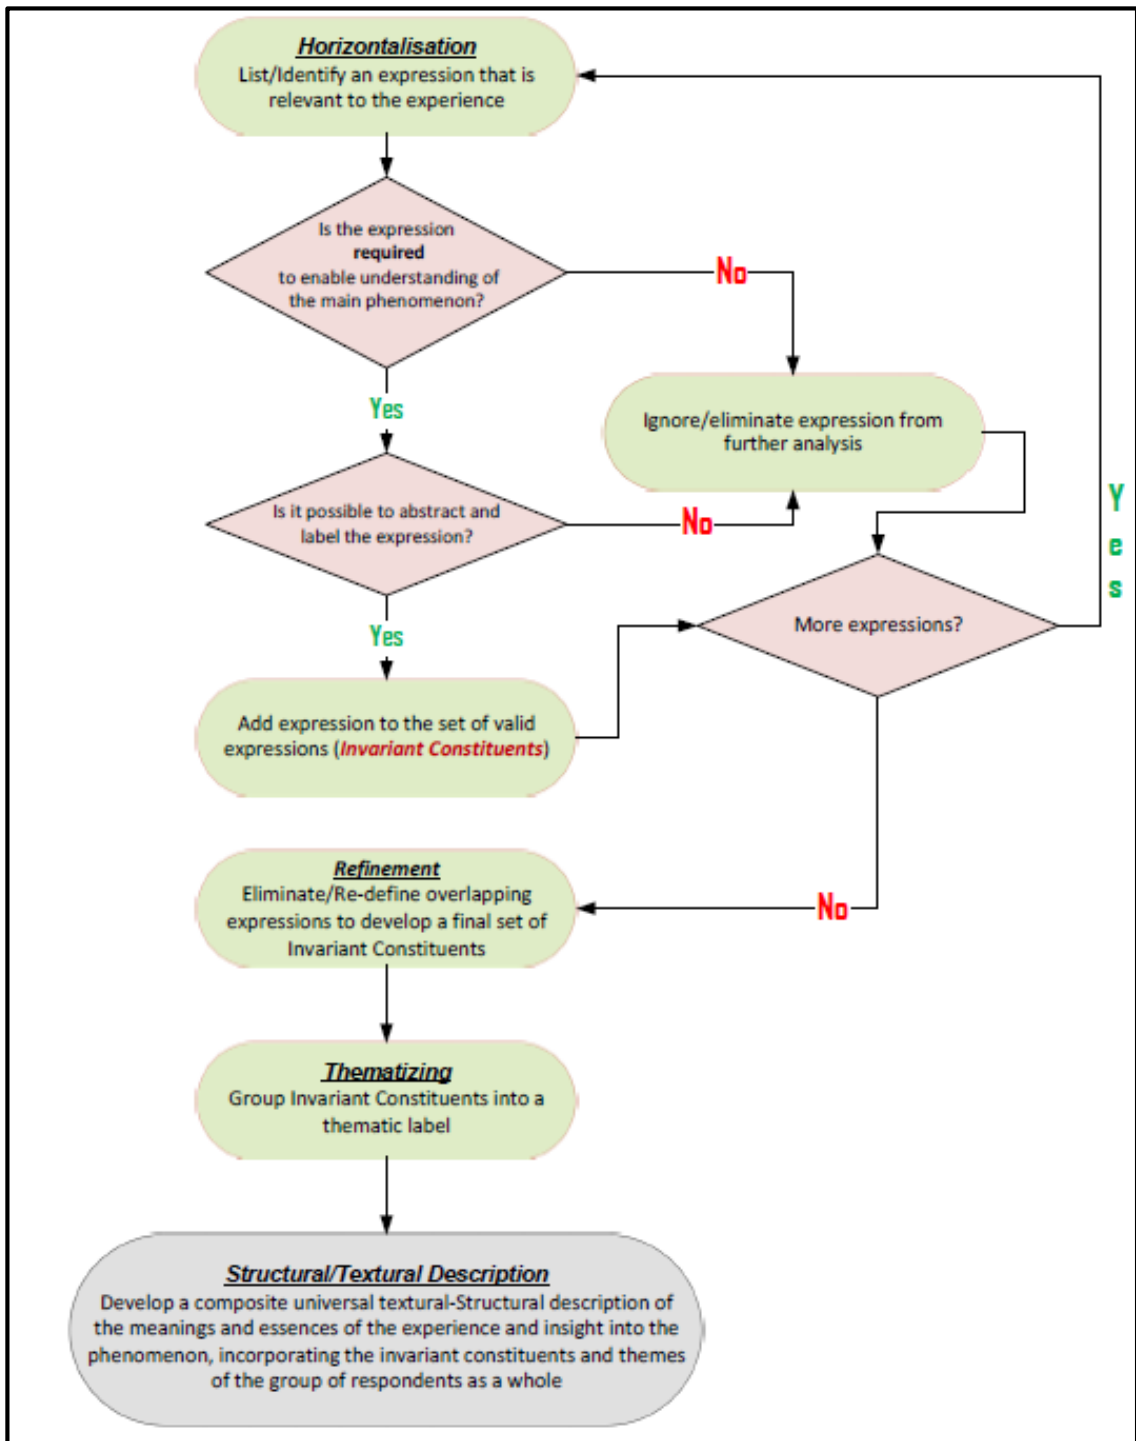 Horizontalisation
List/Identify an expression that is
relevant to the experience
Is the expression
required
to enable understanding of
the main phenomenon?
No
Yes
Ignore/eliminate expression from
further analysis
Is it possible to abstract and
label the expression?
No
Yes
More expressions?
Yes
Add expression to the set of valid
expressions (Invariant Constituents)
Refinement
Eliminate/Re-define overlapping
expressions to develop a final set of
Invariant Constituents
No
Thematizing
Group Invariant Constituents into a
thematic label
Structural/Textural Description
Develop a composite universal textural-Structural description of
the meanings and essences of the experience and insight into the
phenomenon, incorporating the invariant constituents and themes
of the group of respondents as a whole